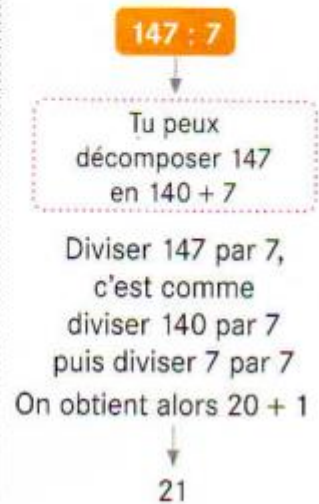 147 : 7
Tu peux
décomposer 147
en 140 + 7
Diviser 147 par 7,
c'est comme
diviser 140 par 7
puis diviser 7 par 7
On obtient alors 20 + 1
21